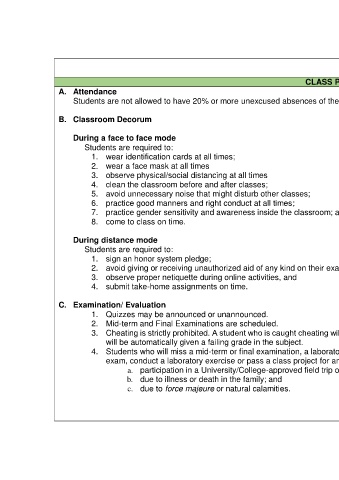 CLASS P
A. Attendance
Students are not allowed to have 20% or more unexcused absences of the
B. Classroom Decorum
During a face to face mode
Students are required to:
1. wear identification cards at all times;
2. wear a face mask at all times
3. observe physical/social distancing at all times
4. clean the classroom before and after classes;
5. avoid unnecessary noise that might disturb other classes;
6. practice good manners and right conduct at all times;
7. practice gender sensitivity and awareness inside the classroom; a
8. come to class on time.
During distance mode
Students are required to:
1. sign an honor system pledge;
2. avoid giving or receiving unauthorized aid of any kind on their exa
3. observe proper netiquette during online activities, and
4. submit take-home assignments on time.
C. Examination/ Evaluation
1. Quizzes may be announced or unannounced.
2. Mid-term and Final Examinations are scheduled.
3. Cheating is strictly prohibited. A student who is caught cheating wil
will be automatically given a failing grade in the subject.
4. Students who will miss a mid-term or final examination, a laborato
exam, conduct a laboratory exercise or pass a class project for an
a. participation in a University/College-approved field trip o
b. due to illness or death in the family; and
c. due to force majeure or natural calamities.